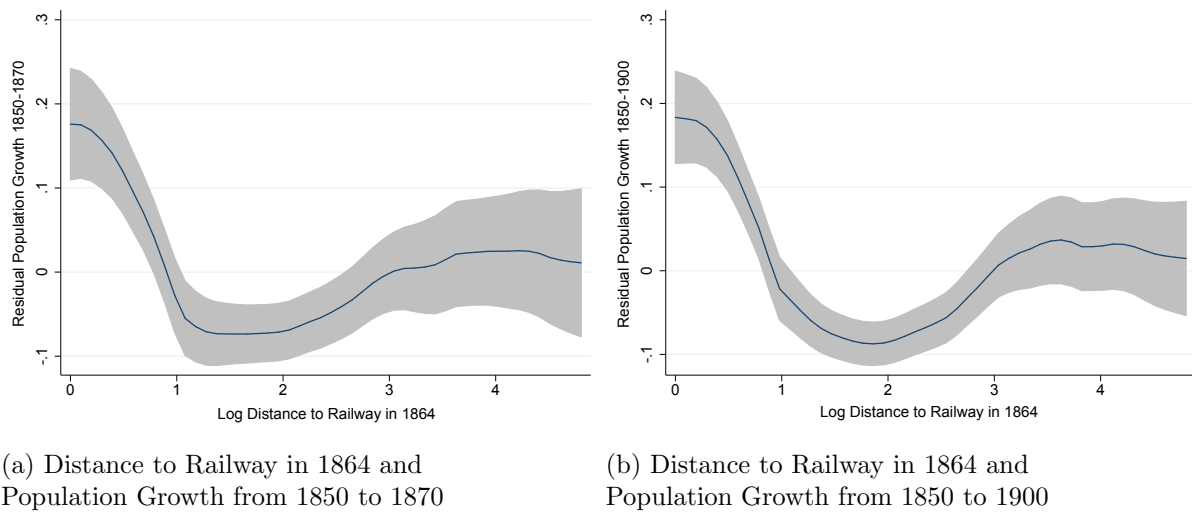 .3
.2
.1
0
-.1
Residual Population Growth 1850-1870
0 1 2 3 4
Log Distance to Railway in 1864
.3
.2
.1
0
-.1
Residual Population Growth 1850-1900
0 1 2 3 4
Log Distance to Railway in 1864
(a) Distance to Railway in 1864 and
Population Growth from 1850 to 1870
(b) Distance to Railway in 1864 and
Population Growth from 1850 to 1900